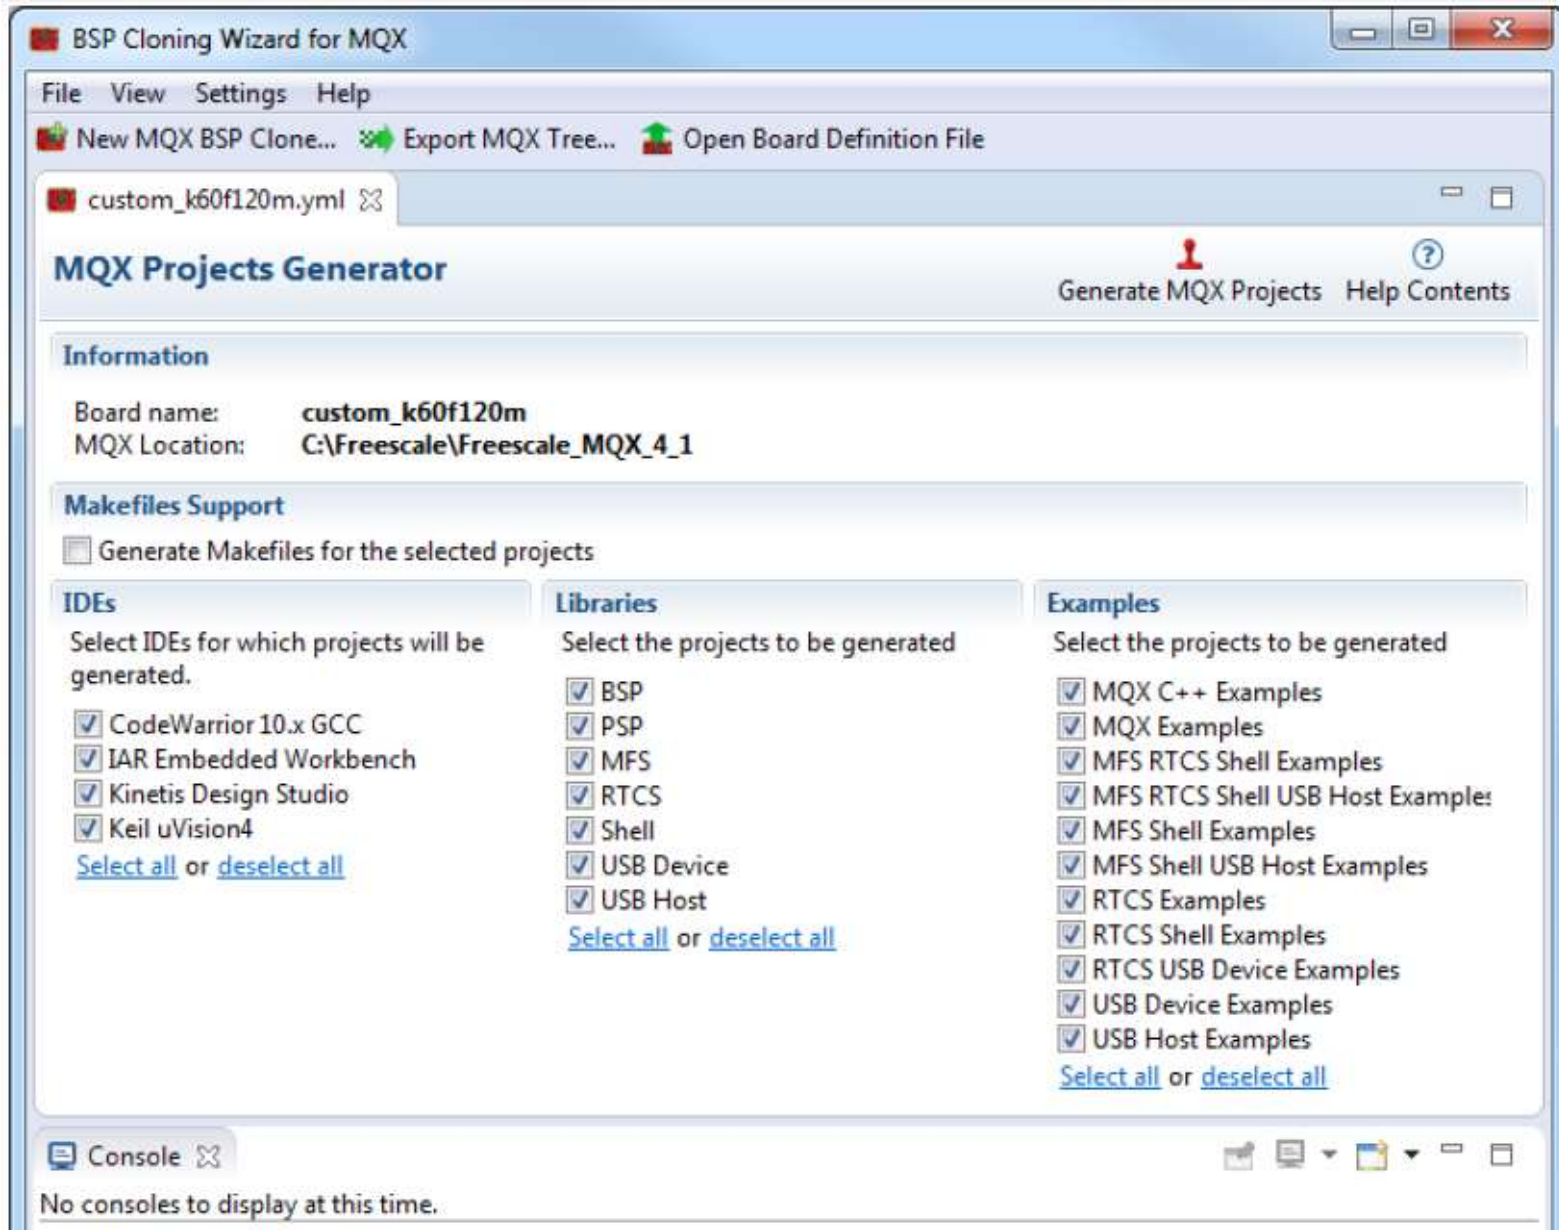 BSP Cloning Wizard for MQX
File View Settings Help
New MQX BSP Clone... Export MQX Tree... Open Board Definition File
custom_k60f120m.yml
MQX Projects Generator
Generate MQX Projects Help Contents
Information
Board name: custom_k60f120m
MQX Location: C:\Freescale\Freescale_MQX_4_1
Makefiles Support
Generate Makefiles for the selected projects
IDEs
Select IDEs for which projects will be
generated.
CodeWarrior 10.x GCC
IAR Embedded Workbench
Kinetis Design Studio
Keil uVision4
Select all or deselect all
Libraries
Select the projects to be generated
BSP
PSP
MFS
RTCS
Shell
USB Device
USB Host
Select all or deselect all
Examples
Select the projects to be generated
MQX C++ Examples
MQX Examples
MFS RTCS Shell Examples
MFS RTCS Shell USB Host Examples
MFS Shell Examples
MFS Shell USB Host Examples
RTCS Examples
RTCS Shell Examples
RTCS USB Device Examples
USB Device Examples
USB Host Examples
Select all or deselect all
Console
No consoles to display at this time.